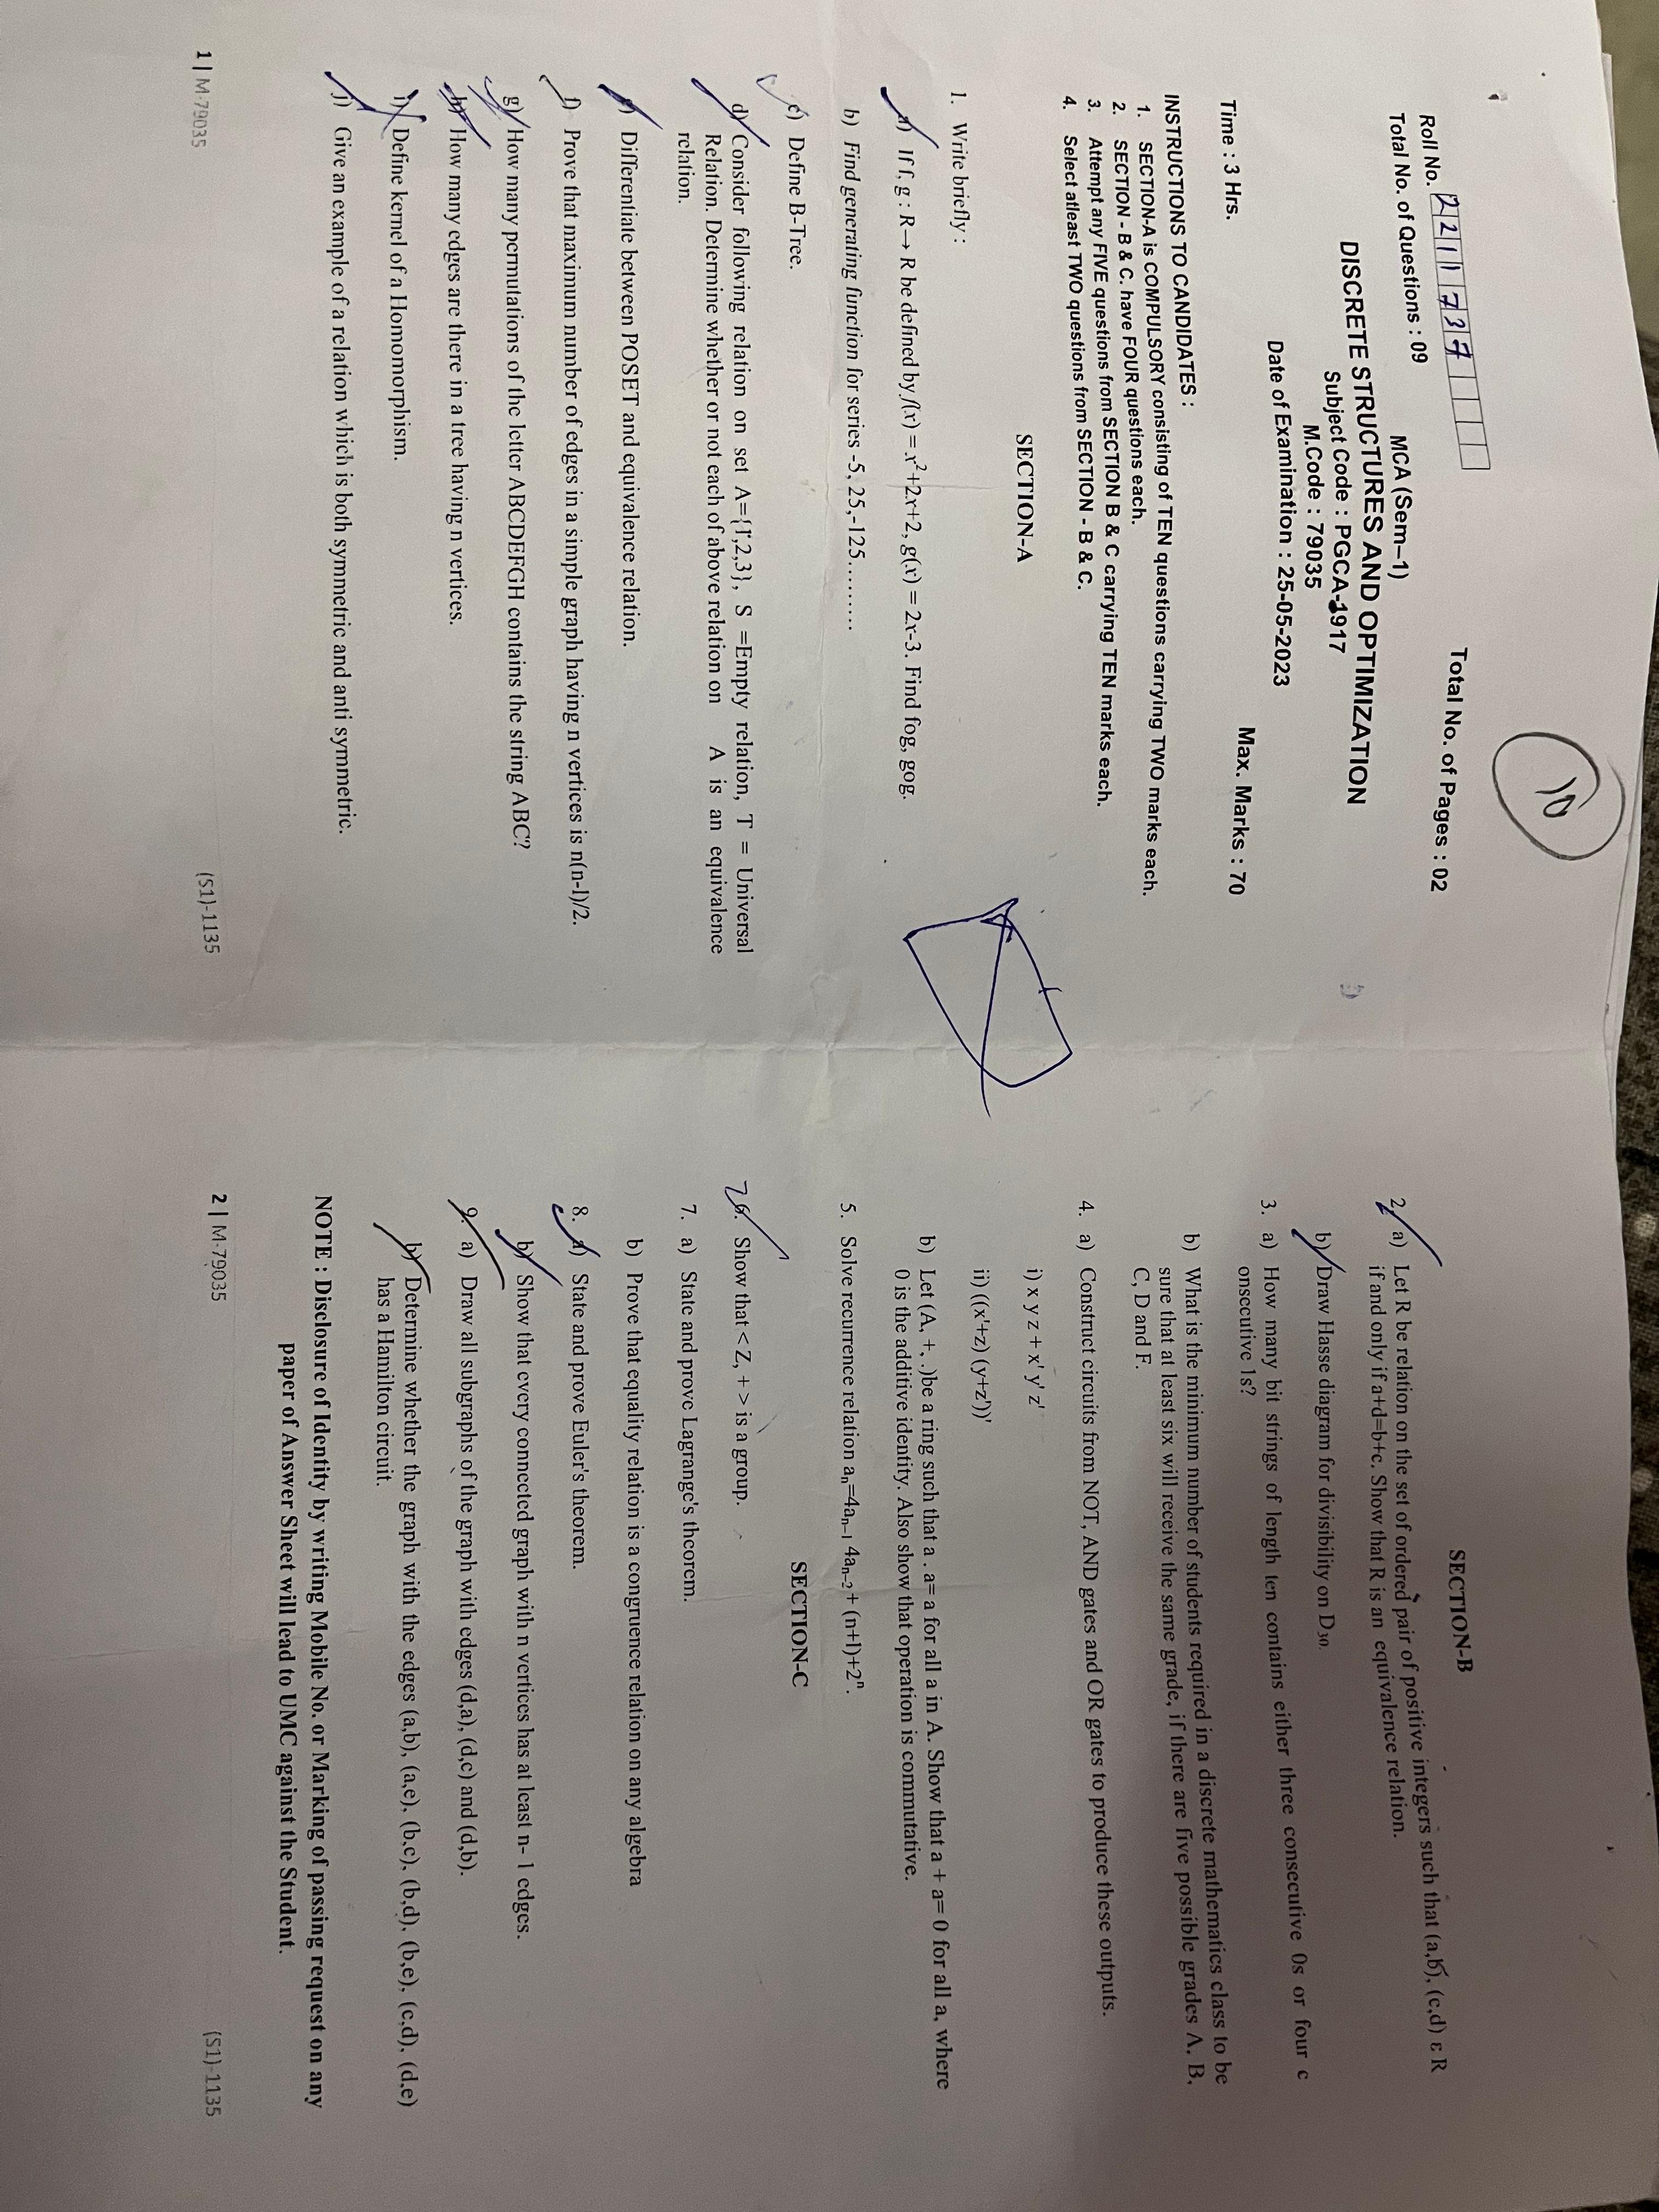 10
Roll No. 2211737
Total No. of Pages : 02
Total No. of Questions : 09
MCA (Sem–1)
DISCRETE STRUCTURES AND OPTIMIZATION
Subject Code : PGCA-1917
M.Code : 79035
Date of Examination : 25-05-2023
Time : 3 Hrs.
Max. Marks : 70
INSTRUCTIONS TO CANDIDATES :
1. SECTION-A is COMPULSORY consisting of TEN questions carrying TWO marks each.
2. SECTION - B & C. have FOUR questions each.
3. Attempt any FIVE questions from SECTION B & C carrying TEN marks each.
4. Select atleast TWO questions from SECTION - B & C.
SECTION-A
1. Write briefly :
a) If f, g : R→ R be defined by f(x) = x²+2x+2, g(x) = 2x-3. Find fog, gog.
b) Find generating function for series -5, 25,-125.........
c) Define B-Tree.
d) Consider following relation on set A={1,2,3}, S =Empty relation, T = Universal
Relation. Determine whether or not each of above relation on A is an equivalence
relation.
e) Differentiate between POSET and equivalence relation.
f) Prove that maximum number of edges in a simple graph having n vertices is n(n-1)/2.
g) How many permutations of the letter ABCDEFGH contains the string ABC?
h) How many edges are there in a tree having n vertices.
i) Define kernel of a Homomorphism.
j) Give an example of a relation which is both symmetric and anti symmetric.
1 | M-79035
(S1)-1135
SECTION-B
2. a) Let R be relation on the set of ordered pair of positive integers such that (a,b), (c,d) ε R
if and only if a+d=b+c. Show that R is an equivalence relation.
b) Draw Hasse diagram for divisibility on D₃₀.
3. a) How many bit strings of length ten contains either three consecutive 0s or four c
onsecutive 1s?
b) What is the minimum number of students required in a discrete mathematics class to be
sure that at least six will receive the same grade, if there are five possible grades A, B,
C, D and F.
4. a) Construct circuits from NOT, AND gates and OR gates to produce these outputs.
i) x y z + x' y' z'
ii) ((x'+z) (y+z'))'
b) Let (A, +, .)be a ring such that a . a= a for all a in A. Show that a + a= 0 for all a, where
0 is the additive identity. Also show that operation is commutative.
5. Solve recurrence relation aₙ=4aₙ₋₁ 4aₙ₋₂+ (n+1)+2ⁿ.
SECTION-C
6. Show that < Z, + > is a group.
7. a) State and prove Lagrange's theorem.
b) Prove that equality relation is a congruence relation on any algebra
8. a) State and prove Euler's theorem.
b) Show that every connected graph with n vertices has at least n- 1 edges.
9. a) Draw all subgraphs of the graph with edges (d,a), (d,c) and (d,b).
b) Determine whether the graph with the edges (a,b), (a,e), (b,c), (b,d), (b,e), (c,d), (d,e)
has a Hamilton circuit.
NOTE : Disclosure of Identity by writing Mobile No. or Marking of passing request on any
paper of Answer Sheet will lead to UMC against the Student.
2 | M-79035
(S1)-1135